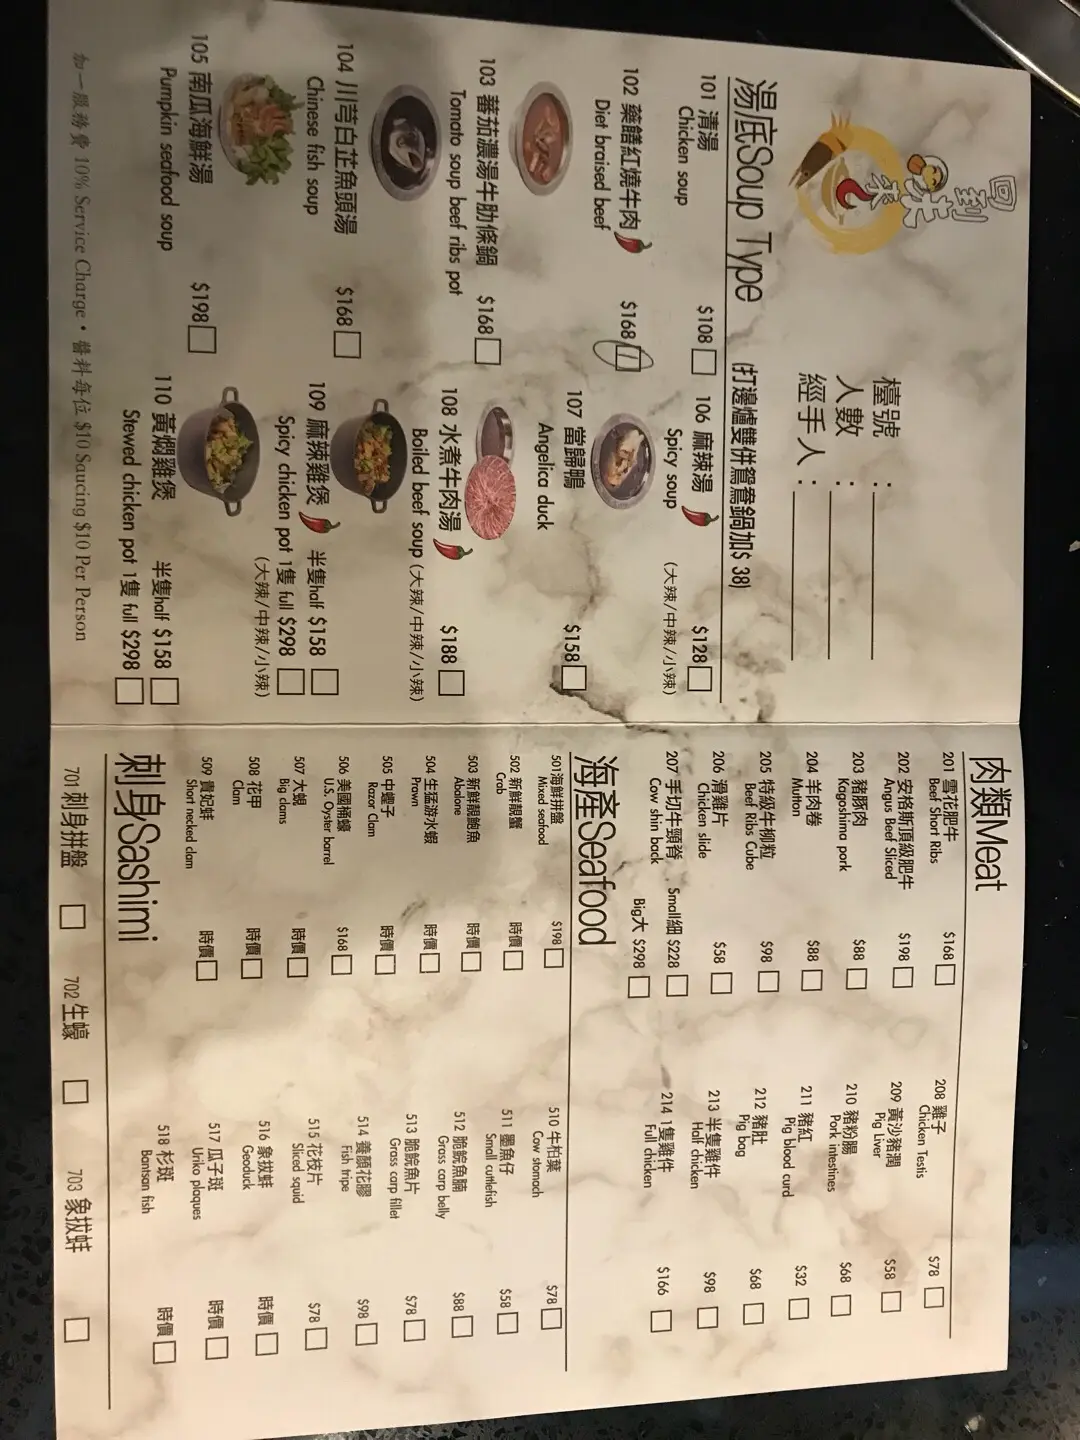 回到未來
檯號：
人數：
經手人：
湯底Soup Type (打邊爐雙併鴛鴦鍋加$ 38)
101 清湯 $108
Chicken soup
102 藥膳紅燒牛肉 $168
Diet braised beef
103 蕃茄濃湯牛肋條鍋 $168
Tomato soup beef ribs pot
104 川芎白芷魚頭湯 $168
Chinese fish soup
105 南瓜海鮮湯 $198
Pumpkin seafood soup
106 麻辣湯 $128
Spicy soup (大辣/中辣/小辣)
107 當歸鴨 $158
Angelica duck
108 水煮牛肉湯 $188
Boiled beef soup (大辣/中辣/小辣)
109 麻辣雞煲 半隻half $158
Spicy chicken pot 1隻 full $298
(大辣/中辣/小辣)
110 黃燜雞煲 半隻half $158
Stewed chicken pot 1隻 full $298
加一服務費 10% Service Charge • 醬料每位 $10 Saucing $10 Per Person
肉類Meat
201 雪花肥牛 $168
Beef Short Ribs
202 安格斯頂級肥牛 $198
Angus Beef Sliced
203 豬豚肉 $88
Kagoshima pork
204 羊肉卷 $88
Mutton
205 特級牛柳粒 $98
Beef Ribs Cube
206 滑雞片 $58
Chicken slide
207 手切牛頸脊 Small細 $228
Cow shin back Big大 $298
208 雞子 $78
Chicken Testis
209 黃沙豬潤 $58
Pig Liver
210 豬粉腸 $68
Pork intestines
211 豬紅 $32
Pig blood curd
212 豬肚 $68
Pig bag
213 半隻雞件 $98
Half chicken
214 1隻雞件 $166
Full chicken
海產Seafood
501海鮮拼盤 $198
Mixed seafood
502 新鮮靚蟹 時價
Crab
503 新鮮靚鮑魚 時價
Abalone
504 生猛游水蝦 時價
Prawn
505 中蟶子 時價
Razor Clam
506 美國桶蠔 $168
U.S. Oyster barrel
507 大蜆 時價
Big clams
508 花甲 時價
Clam
509 貴妃蚌 時價
Short necked clam
510 牛柏葉 $78
Cow stomach
511 墨魚仔 $58
Small cuttlefish
512 脆鯇魚腩 $88
Grass carp belly
513 脆鯇魚片 $78
Grass carp fillet
514 養顏花膠 $98
Fish tripe
515 花枝片 $78
Sliced squid
516 象拔蚌 時價
Geoduck
517 瓜子斑 時價
Uriko plaques
518 杉斑 時價
Bantsan fish
刺身Sashimi
701 刺身拼盤 702 生蠔 703 象拔蚌